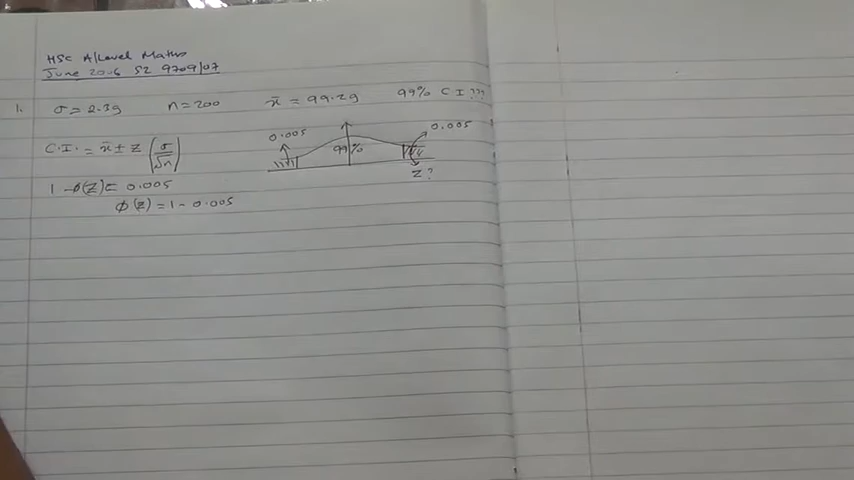 HSC A/Level Maths
June 2006 S2 9709/07
1. σ = 2.3g n = 200 x̄ = 99.2g 99% C I ???
0.005 0.005
C.I. = x̄ ± z (σ/√n) 99%
z?
1 - φ(z) = 0.005
φ(z) = 1 - 0.005